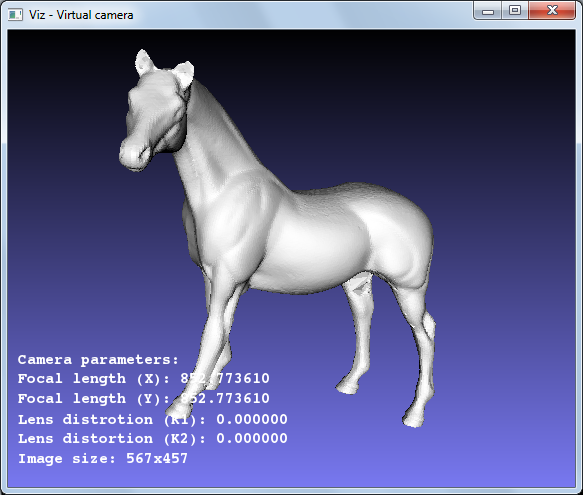 Viz - Virtual camera
Camera parameters:
Focal length (X): 852.773610
Focal length (Y): 852.773610
Lens distrotion (K1): 0.000000
Lens distortion (K2): 0.000000
Image size: 567x457